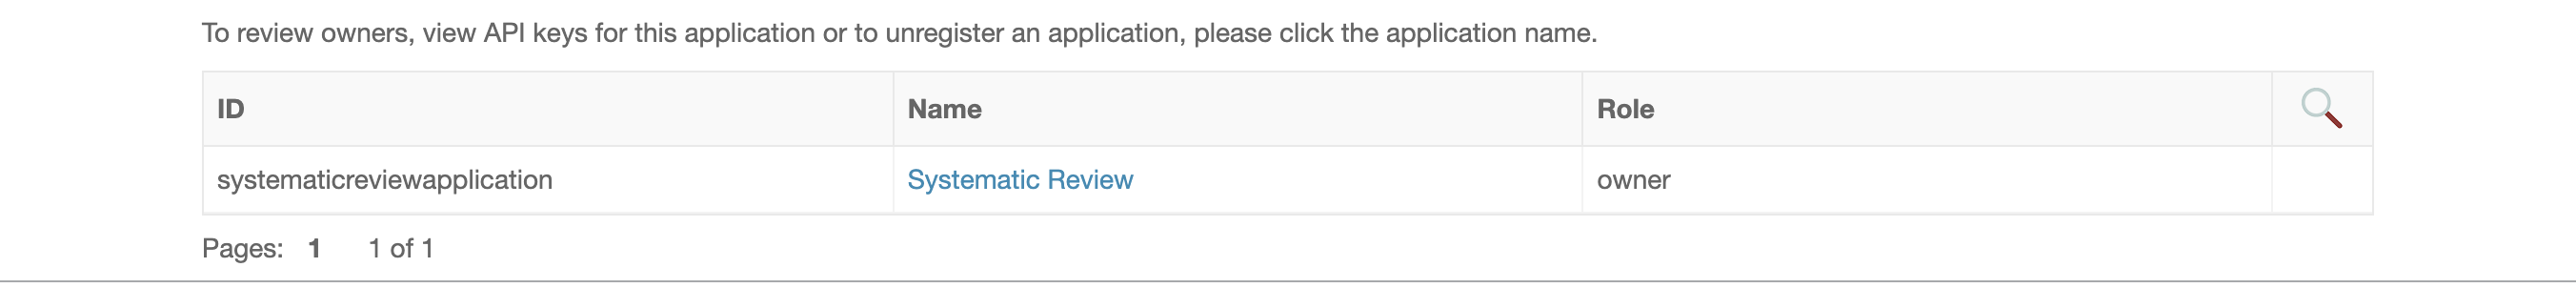 To review owners, view API keys for this application or to unregister an application, please click the application name.
ID Name Role
systematicreviewapplication Systematic Review owner
Pages: 1 1 of 1